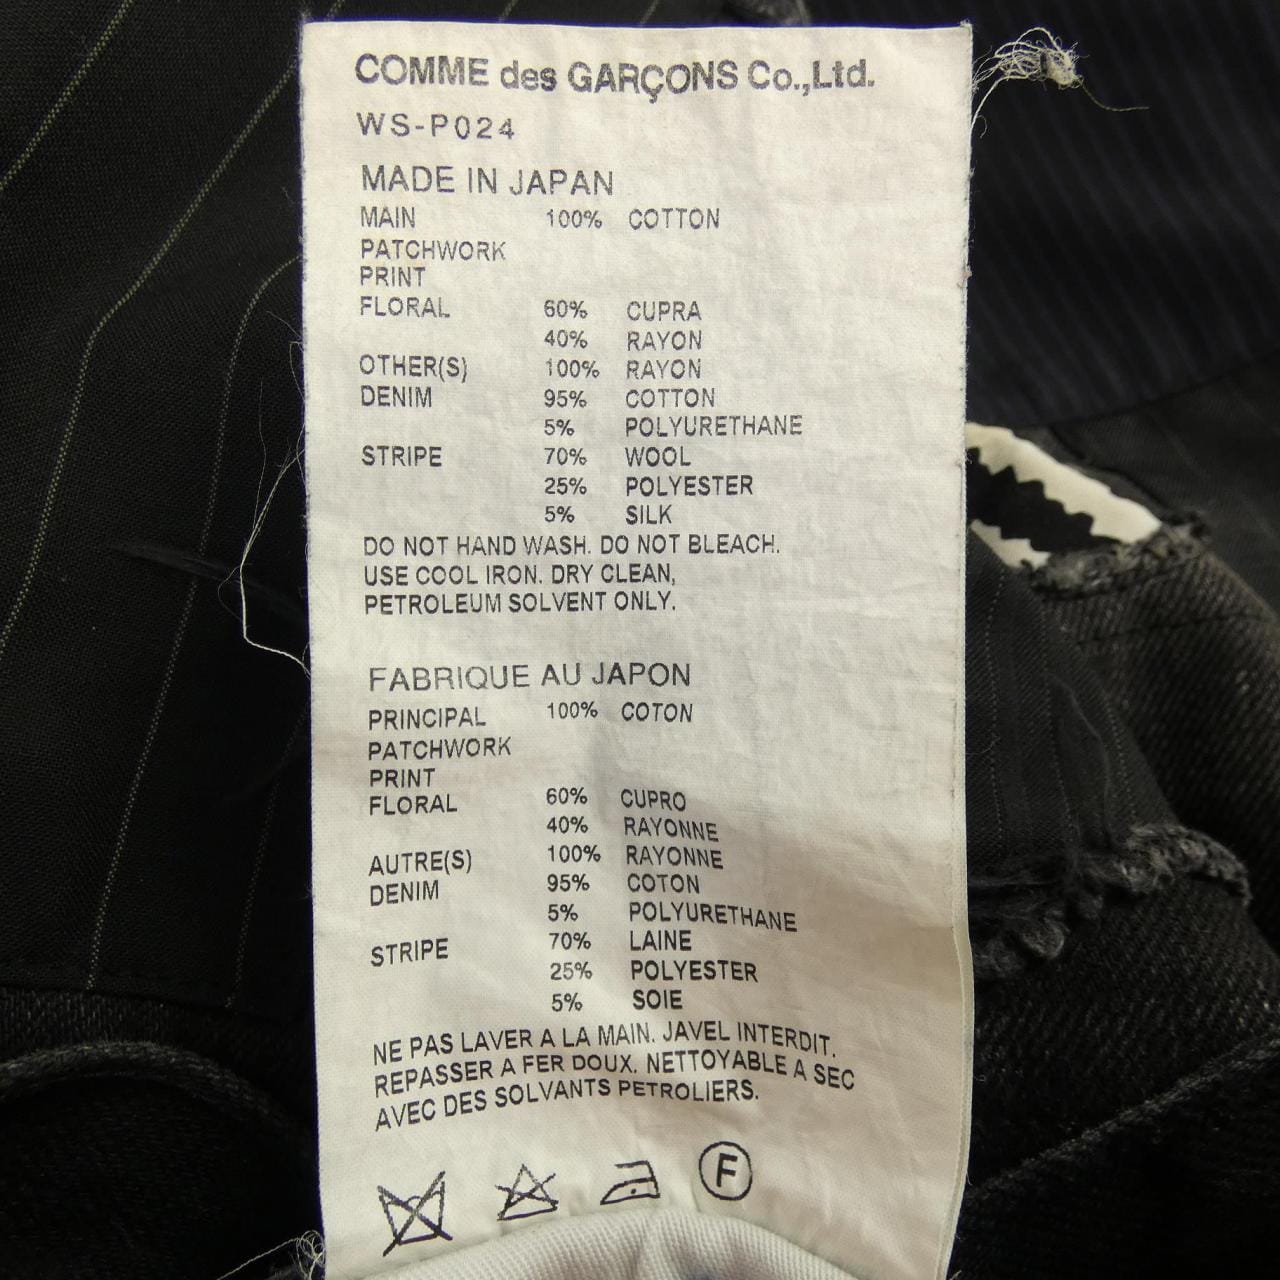 COMME des GARÇONS Co.,Ltd.
WS-P024
MADE IN JAPAN
MAIN 100% COTTON
PATCHWORK
PRINT
FLORAL 60% CUPRA
40% RAYON
OTHER(S) 100% RAYON
DENIM 95% COTTON
5% POLYURETHANE
STRIPE 70% WOOL
25% POLYESTER
5% SILK
DO NOT HAND WASH. DO NOT BLEACH.
USE COOL IRON. DRY CLEAN,
PETROLEUM SOLVENT ONLY.
FABRIQUE AU JAPON
PRINCIPAL 100% COTON
PATCHWORK
PRINT
FLORAL 60% CUPRO
40% RAYONNE
AUTRE(S) 100% RAYONNE
DENIM 95% COTON
5% POLYURETHANE
STRIPE 70% LAINE
25% POLYESTER
5% SOIE
NE PAS LAVER A LA MAIN. JAVEL INTERDIT.
REPASSER A FER DOUX. NETTOYABLE A SEC
AVEC DES SOLVANTS PETROLIERS.
F